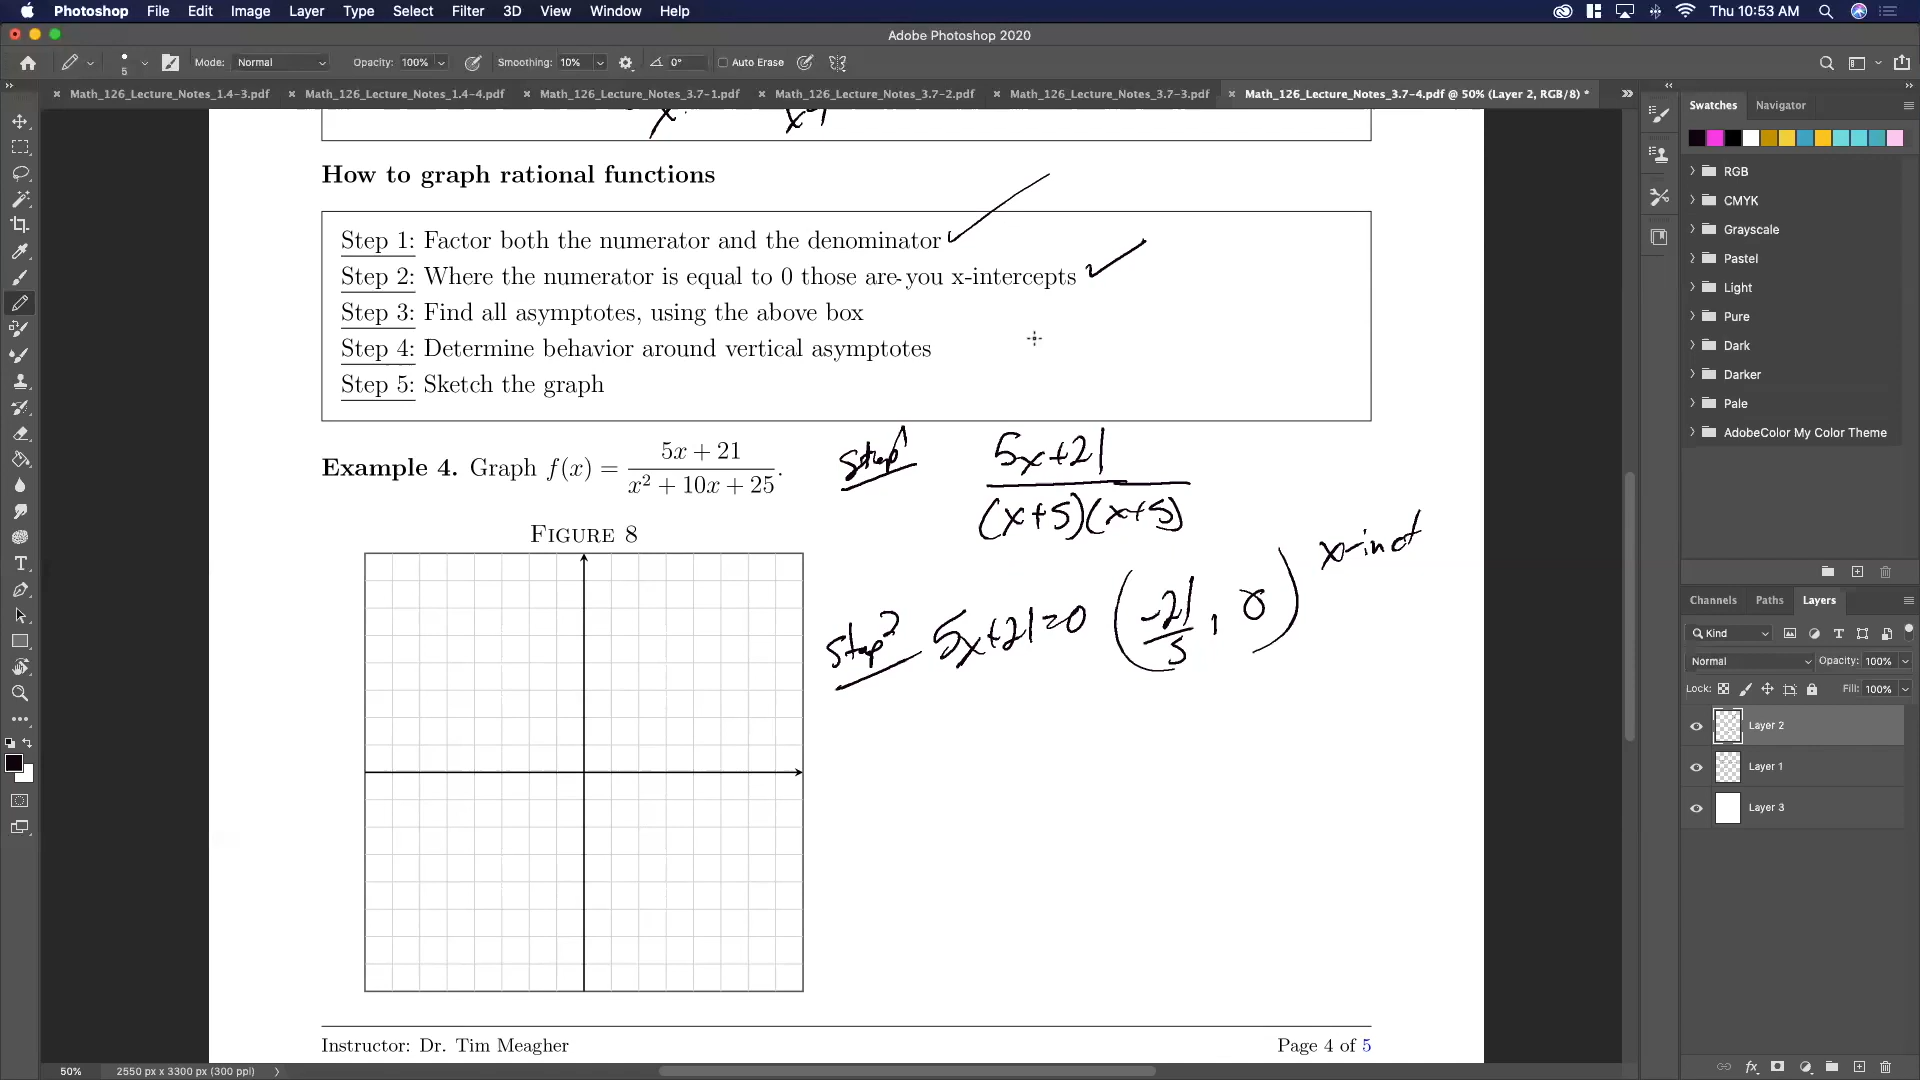 Photoshop File Edit Image Layer Type Select Filter 3D View Window Help Thu 10:53 AM
Adobe Photoshop 2020
5 Mode: Normal Opacity: 100% Smoothing: 10% 0° Auto Erase
Math_126_Lecture_Notes_1.4-3.pdf Math_126_Lecture_Notes_1.4-4.pdf Math_126_Lecture_Notes_3.7-1.pdf Math_126_Lecture_Notes_3.7-2.pdf Math_126_Lecture_Notes_3.7-3.pdf Math_126_Lecture_Notes_3.7-4.pdf @ 50% (Layer 2, RGB/8) *
How to graph rational functions
Step 1: Factor both the numerator and the denominator
Step 2: Where the numerator is equal to 0 those are you x-intercepts
Step 3: Find all asymptotes, using the above box
Step 4: Determine behavior around vertical asymptotes
Step 5: Sketch the graph
Example 4. Graph f(x) = 5x + 21 / x² + 10x + 25.
Step 1 5x+21 / (x+5)(x+5)
FIGURE 8
Step 2 5x+21=0 (-21/5, 0) x-int
Instructor: Dr. Tim Meagher Page 4 of 5
50% 2550 px x 3300 px (300 ppi)
Swatches Navigator
RGB
CMYK
Grayscale
Pastel
Light
Pure
Dark
Darker
Pale
AdobeColor My Color Theme
Channels Paths Layers
Kind
Normal Opacity: 100%
Lock: Fill: 100%
Layer 2
Layer 1
Layer 3